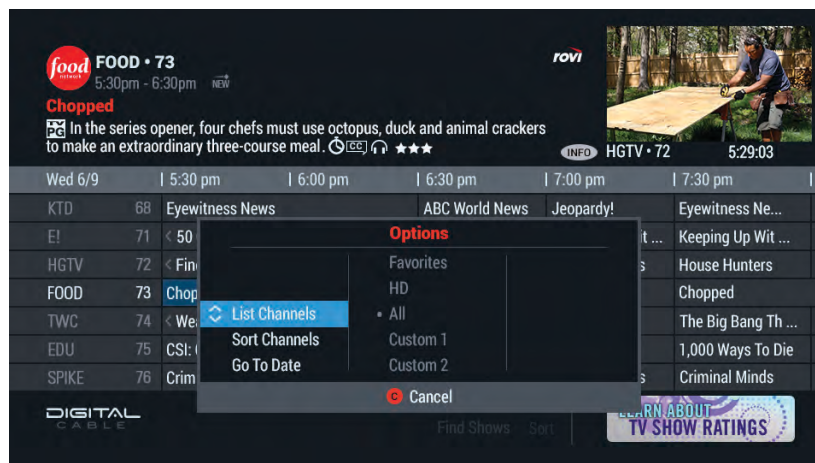 food
network
FOOD • 73
5:30pm - 6:30pm NEW
rovi
Chopped
TV PG In the series opener, four chefs must use octopus, duck and animal crackers
to make an extraordinary three-course meal. CC ★★★
INFO HGTV • 72 5:29:03
Wed 6/9 5:30 pm 6:00 pm 6:30 pm 7:00 pm 7:30 pm
KTD 68 Eyewitness News ABC World News Jeopardy! Eyewitness Ne...
E! 71 < 50 it ... Keeping Up Wit ...
HGTV 72 < Fin s House Hunters
FOOD 73 Chop Chopped
TWC 74 < We The Big Bang Th ...
EDU 75 CSI: 1,000 Ways To Die
SPIKE 76 Crim s Criminal Minds
Options
Favorites
HD
List Channels • All
Sort Channels Custom 1
Go To Date Custom 2
C Cancel
DIGITAL
CABLE
Find Shows Sort
LEARN ABOUT
TV SHOW RATINGS